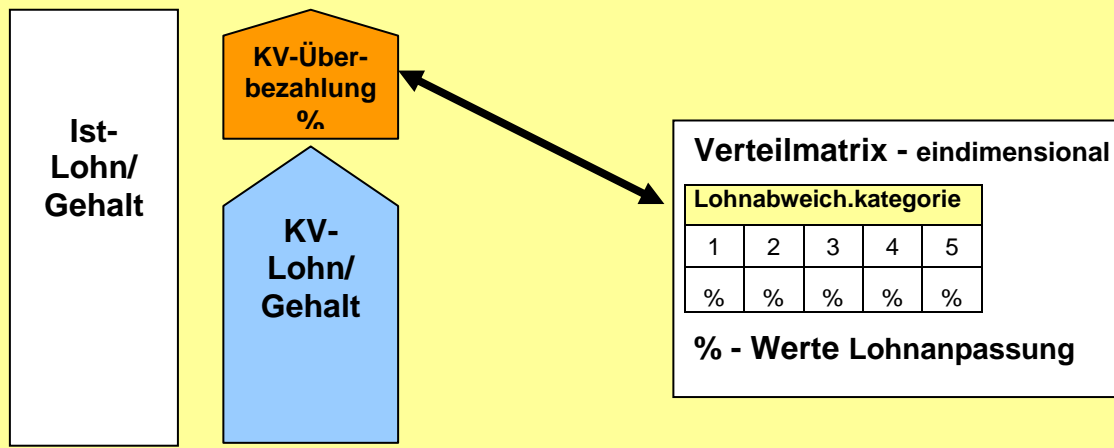 Ist-
Lohn/
Gehalt
KV-Über-
bezahlung
%
KV-
Lohn/
Gehalt
Verteilmatrix - eindimensional
Lohnabweich.kategorie
1 2 3 4 5
% % % % %
% - Werte Lohnanpassung